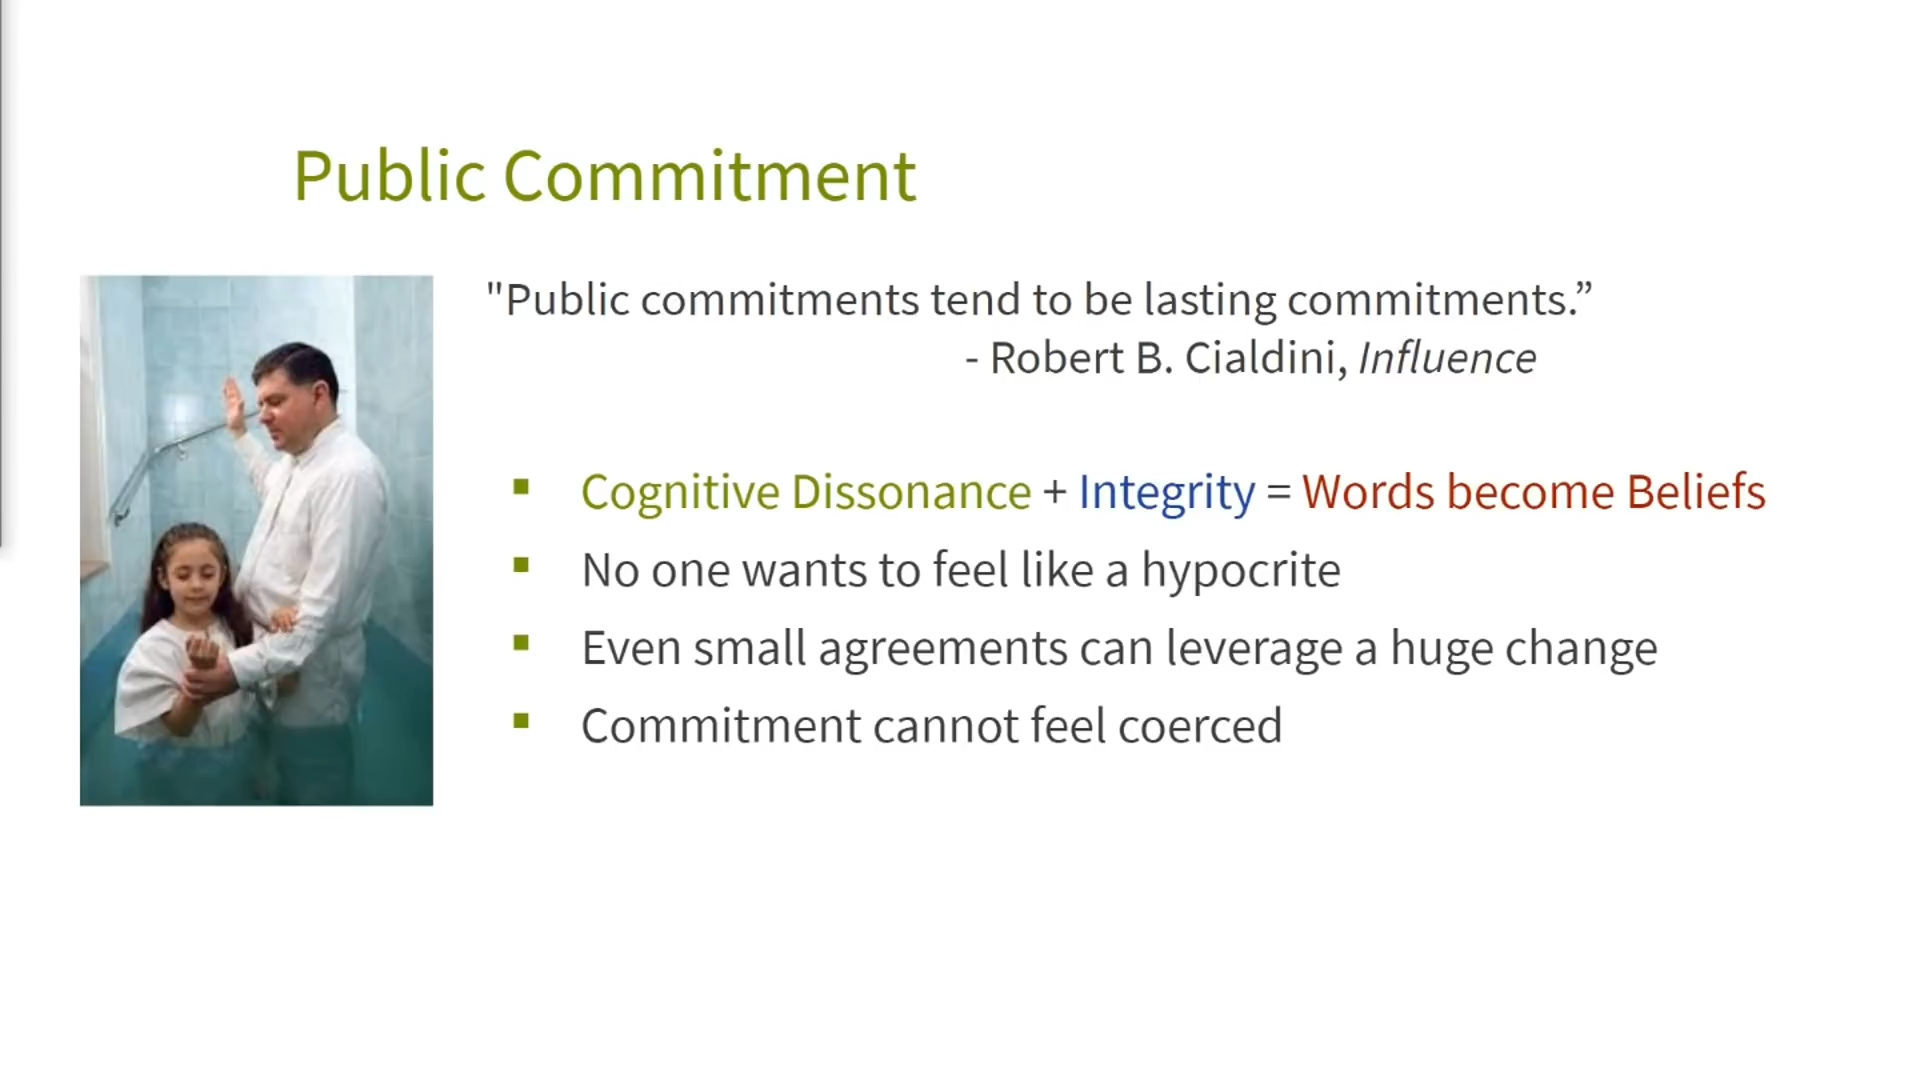 Public Commitment
"Public commitments tend to be lasting commitments.”
- Robert B. Cialdini, Influence
▪ Cognitive Dissonance + Integrity = Words become Beliefs
▪ No one wants to feel like a hypocrite
▪ Even small agreements can leverage a huge change
▪ Commitment cannot feel coerced